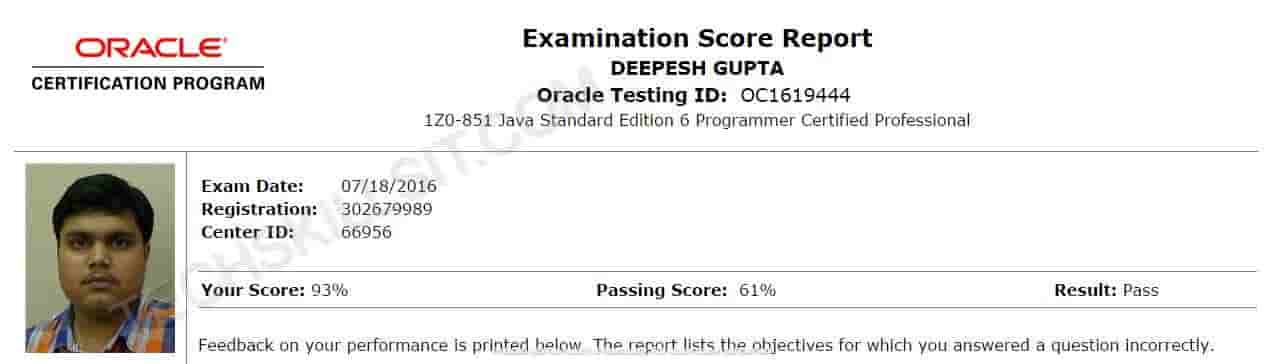 ORACLE
CERTIFICATION PROGRAM
Examination Score Report
DEEPESH GUPTA
Oracle Testing ID: OC1619444
1Z0-851 Java Standard Edition 6 Programmer Certified Professional
Exam Date: 07/18/2016
Registration: 302679989
Center ID: 66956
Your Score: 93% Passing Score: 61% Result: Pass
Feedback on your performance is printed below. The report lists the objectives for which you answered a question incorrectly.